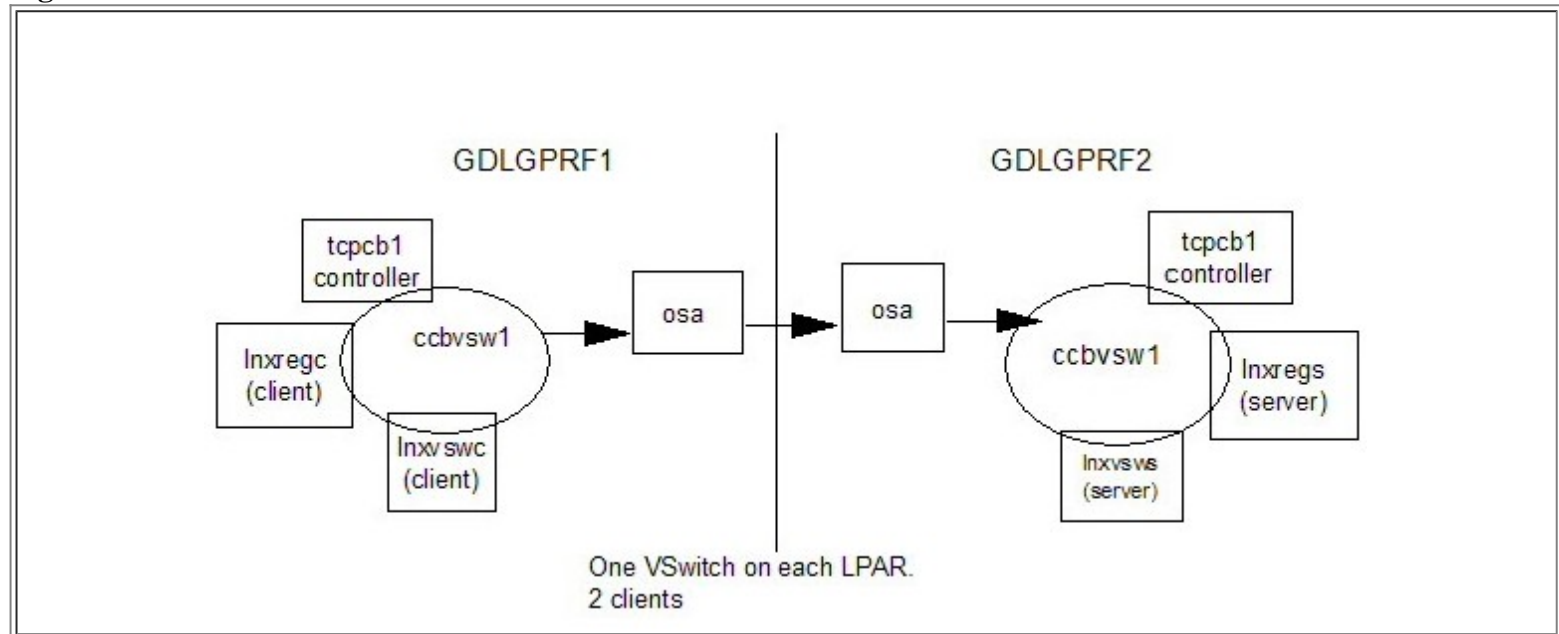 GDLGPRF1
GDLGPRF2
tcpcb1
controller
tcpcb1
controller
osa
osa
ccbvsw1
ccbvsw1
lnxregc
(client)
lnxregs
(server)
lnxvswc
(client)
lnxvsws
(server)
One VSwitch on each LPAR.
2 clients